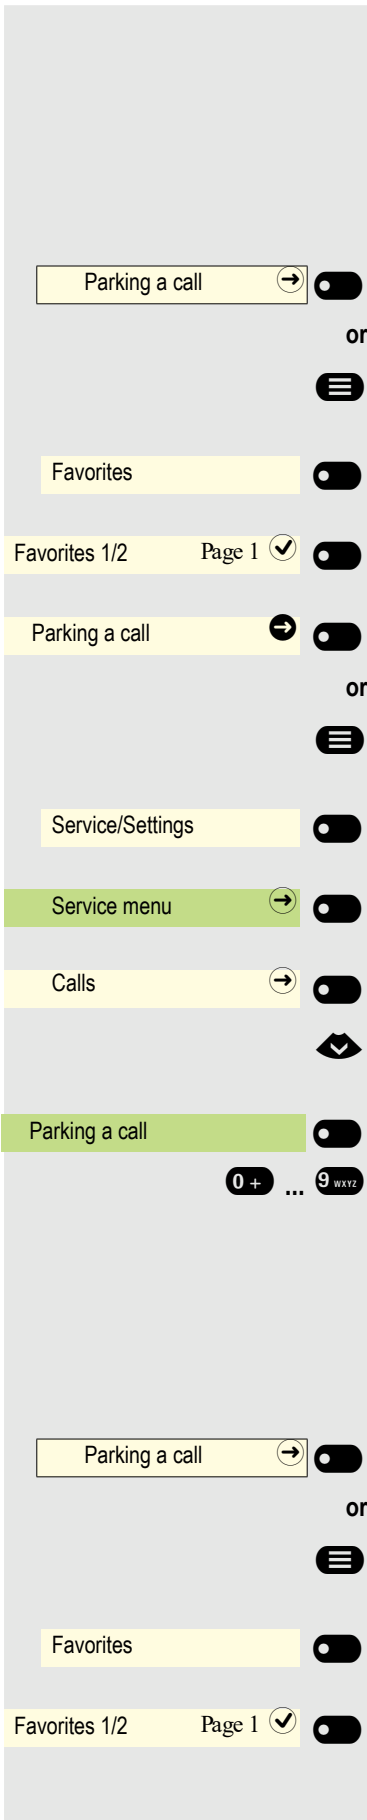 Parking a call
or
Favorites
Favorites 1/2 Page 1
Parking a call
or
Service/Settings
Service menu
Calls
Parking a call
0 + ... 9 WXYZ
Parking a call
or
Favorites
Favorites 1/2 Page 1